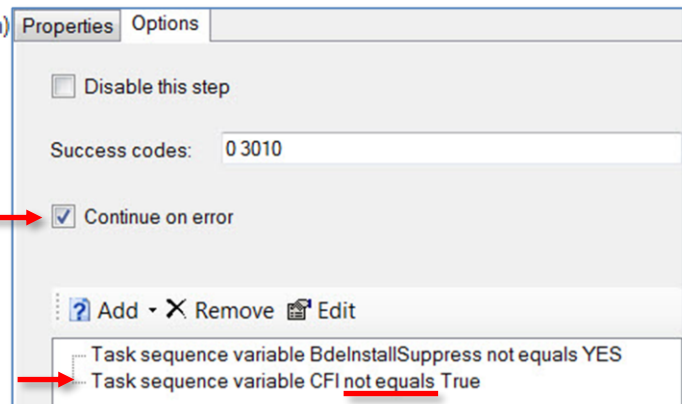 Properties Options
Disable this step
Success codes: 0 3010
Continue on error
Add Remove Edit
Task sequence variable BdeInstallSuppress not equals YES
Task sequence variable CFI not equals True